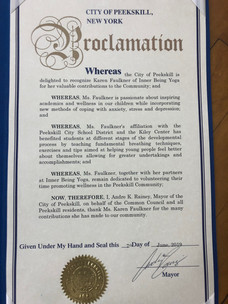 CITY OF PEEKSKILL,
NEW YORK
Proclamation
Whereas the City of Peekskill is
delighted to recognize Karen Faulkner of Inner Being Yoga
for her valuable contributions to the Community; and
WHEREAS, Ms. Faulkner is passionate about inspiring
academics and wellness in our children while incorporating
new methods of coping with anxiety, stress and depression;
and
WHEREAS, Ms. Faulkner's affiliation with the
Peekskill City School District and the Kiley Center has
benefited students at different stages of the developmental
process by teaching fundamental breathing techniques,
exercises and tips aimed at helping young people feel better
about themselves allowing for greater undertakings and
accomplishments; and
WHEREAS, Ms. Faulkner, together with her partners
at Inner Being Yoga, remain dedicated to volunteering their
time promoting wellness in the Peekskill Community;
NOW, THEREFORE, I, Andre K. Rainey, Mayor of the
City of Peekskill, on behalf of the Common Council and all
Peekskill residents, thank Ms. Karen Faulkner for the many
contributions she has made to our community.
Given Under My Hand and Seal this Day of June 2019
Mayor